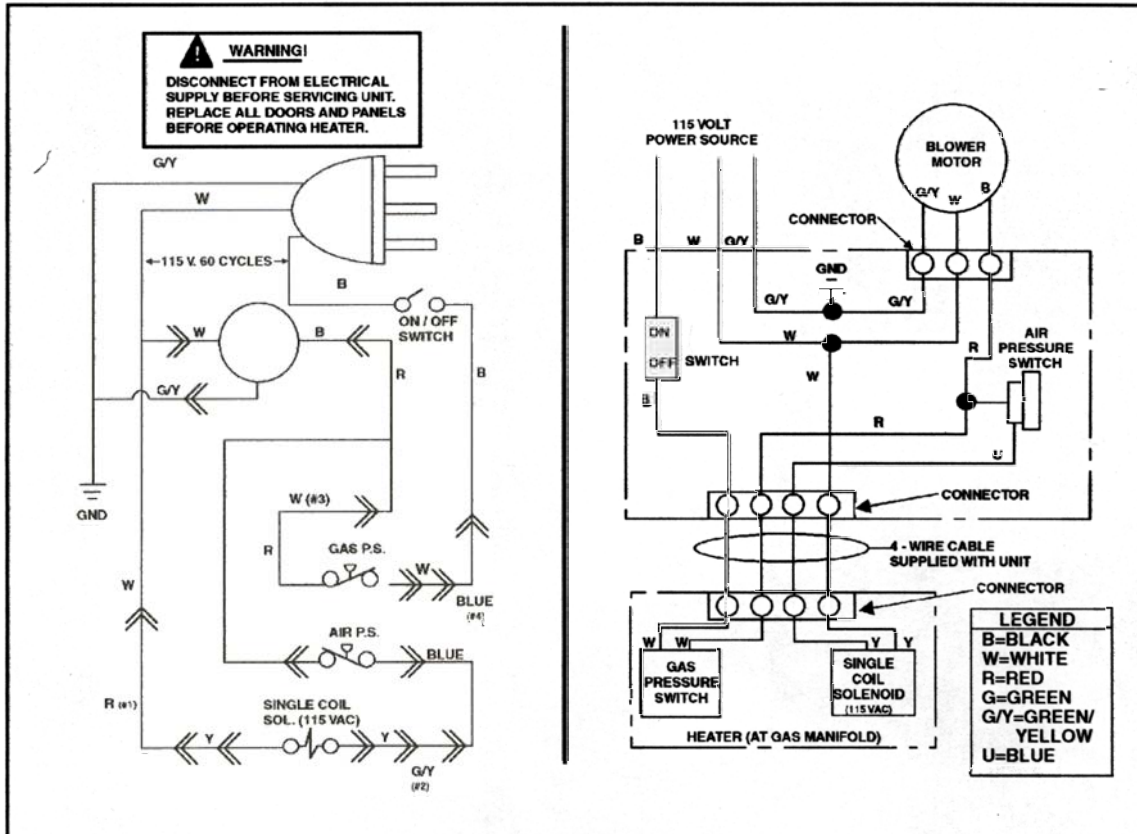 WARNING!
DISCONNECT FROM ELECTRICAL
SUPPLY BEFORE SERVICING UNIT.
REPLACE ALL DOORS AND PANELS
BEFORE OPERATING HEATER.
G/Y
W
115 V. 60 CYCLES
B
ON / OFF
SWITCH
W
B
R
B
G/Y
GND
W (#3)
R
GAS P.S.
W
BLUE
(#4)
W
AIR P.S.
BLUE
R (#1)
SINGLE COIL
SOL. (115 VAC)
Y
Y
G/Y
(#2)
115 VOLT
POWER SOURCE
BLOWER
MOTOR
G/Y
W
B
CONNECTOR
B
W
G/Y
GND
G/Y
G/Y
ON
OFF
SWITCH
W
R
AIR
PRESSURE
SWITCH
W
B
R
U
CONNECTOR
4 - WIRE CABLE
SUPPLIED WITH UNIT
CONNECTOR
W
W
Y
Y
GAS
PRESSURE
SWITCH
SINGLE
COIL
SOLENOID
(115 VAC)
HEATER (AT GAS MANIFOLD)
LEGEND
B=BLACK
W=WHITE
R=RED
G=GREEN
G/Y=GREEN/
YELLOW
U=BLUE